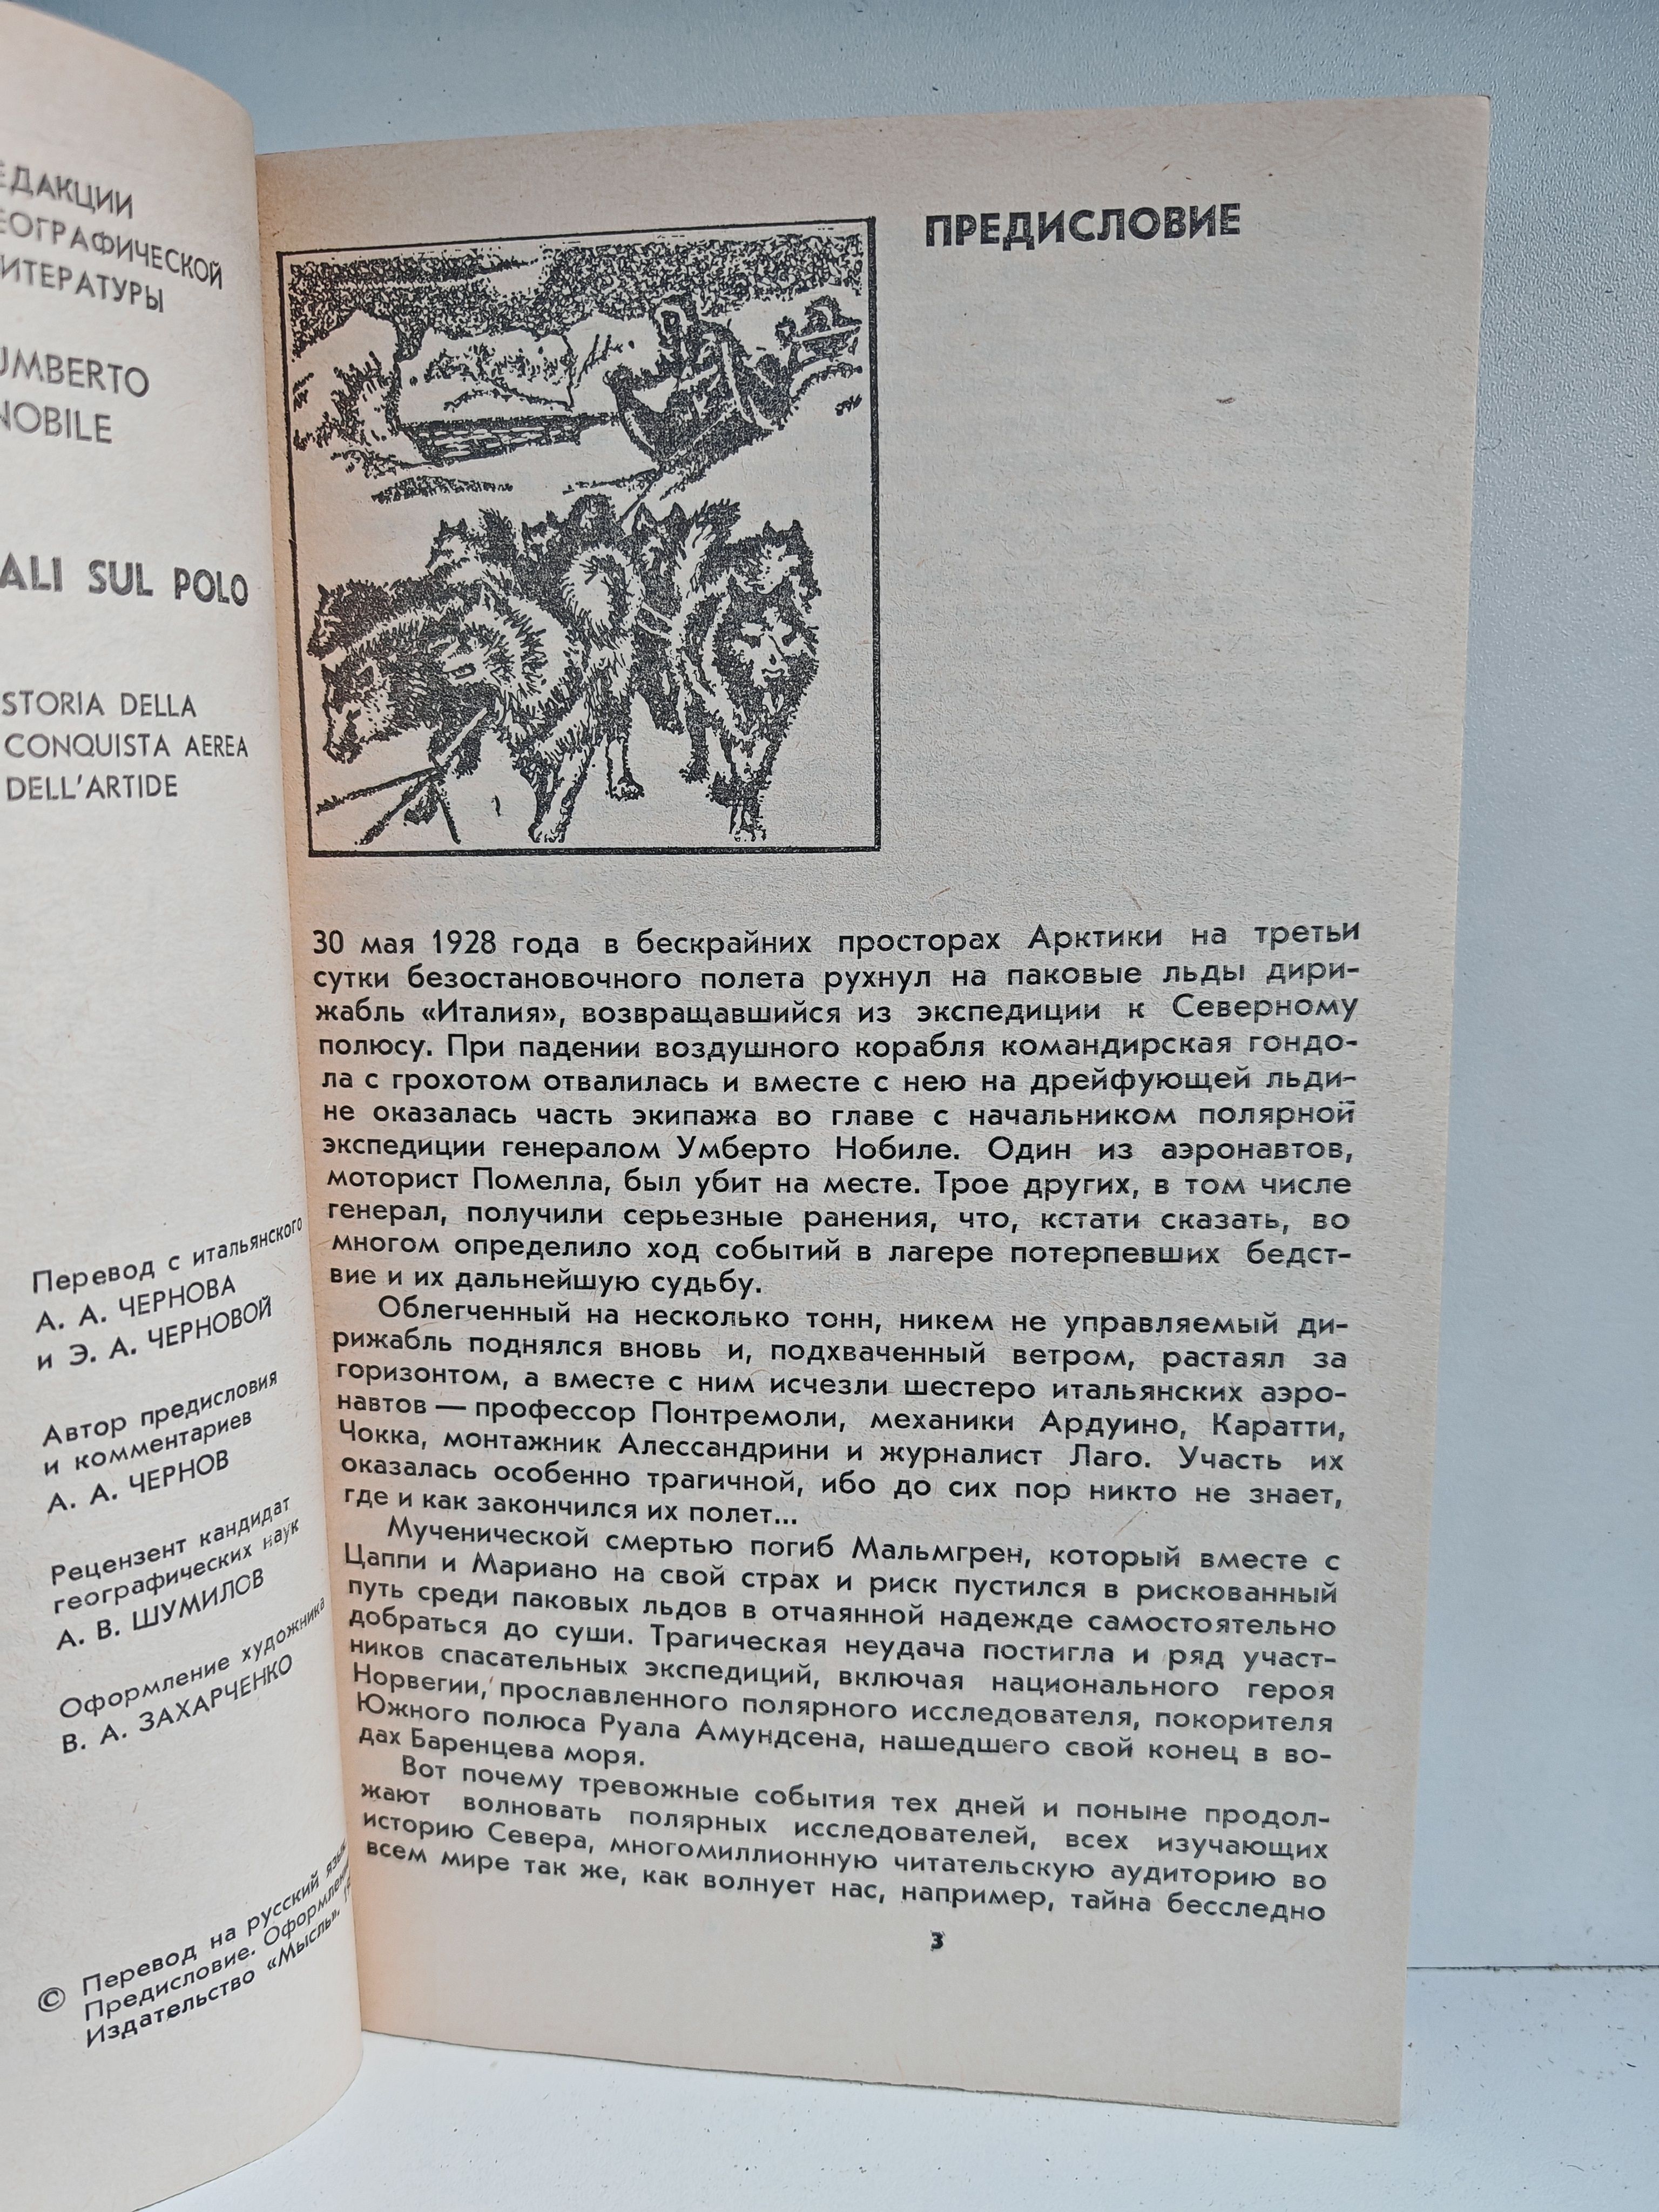 ЕДАКЦИИ
ЕОГРАФИЧЕСКОЙ
ИТЕРАТУРЫ
UMBERTO
NOBILE
ALI SUL POLO
STORIA DELLA
CONQUISTA AEREA
DELL'ARTIDE
Перевод с итальянского
А. А. ЧЕРНОВА
и Э. А. ЧЕРНОВОЙ
Автор предисловия
и комментариев
А. А. ЧЕРНОВ
Рецензент кандидат
географических наук
А. В. ШУМИЛОВ
Оформление художника
В. А. ЗАХАРЧЕНКО
© Перевод на русский язык
Предисловие. Оформление
Издательство «Мысль».
ПРЕДИСЛОВИЕ
30 мая 1928 года в бескрайних просторах Арктики на третьи
сутки безостановочного полета рухнул на паковые льды дири-
жабль «Италия», возвращавшийся из экспедиции к Северному
полюсу. При падении воздушного корабля командирская гондо-
ла с грохотом отвалилась и вместе с нею на дрейфующей льди-
не оказалась часть экипажа во главе с начальником полярной
экспедиции генералом Умберто Нобиле. Один из аэронавтов,
моторист Помелла, был убит на месте. Трое других, в том числе
генерал, получили серьезные ранения, что, кстати сказать, во
многом определило ход событий в лагере потерпевших бедст-
вие и их дальнейшую судьбу.
Облегченный на несколько тонн, никем не управляемый ди-
рижабль поднялся вновь и, подхваченный ветром, растаял за
горизонтом, а вместе с ним исчезли шестеро итальянских аэро-
навтов — профессор Понтремоли, механики Ардуино, Каратти,
Чокка, монтажник Алессандрини и журналист Лаго. Участь их
оказалась особенно трагичной, ибо до сих пор никто не знает,
где и как закончился их полет...
Мученической смертью погиб Мальмгрен, который вместе с
Цаппи и Мариано на свой страх и риск пустился в рискованный
путь среди паковых льдов в отчаянной надежде самостоятельно
добраться до суши. Трагическая неудача постигла и ряд участ-
ников спасательных экспедиций, включая национального героя
Норвегии, прославленного полярного исследователя, покорителя
Южного полюса Руала Амундсена, нашедшего свой конец в во-
дах Баренцева моря.
Вот почему тревожные события тех дней и поныне продол-
жают волновать полярных исследователей, всех изучающих
историю Севера, многомиллионную читательскую аудиторию во
всем мире так же, как волнует нас, например, тайна бесследно
3